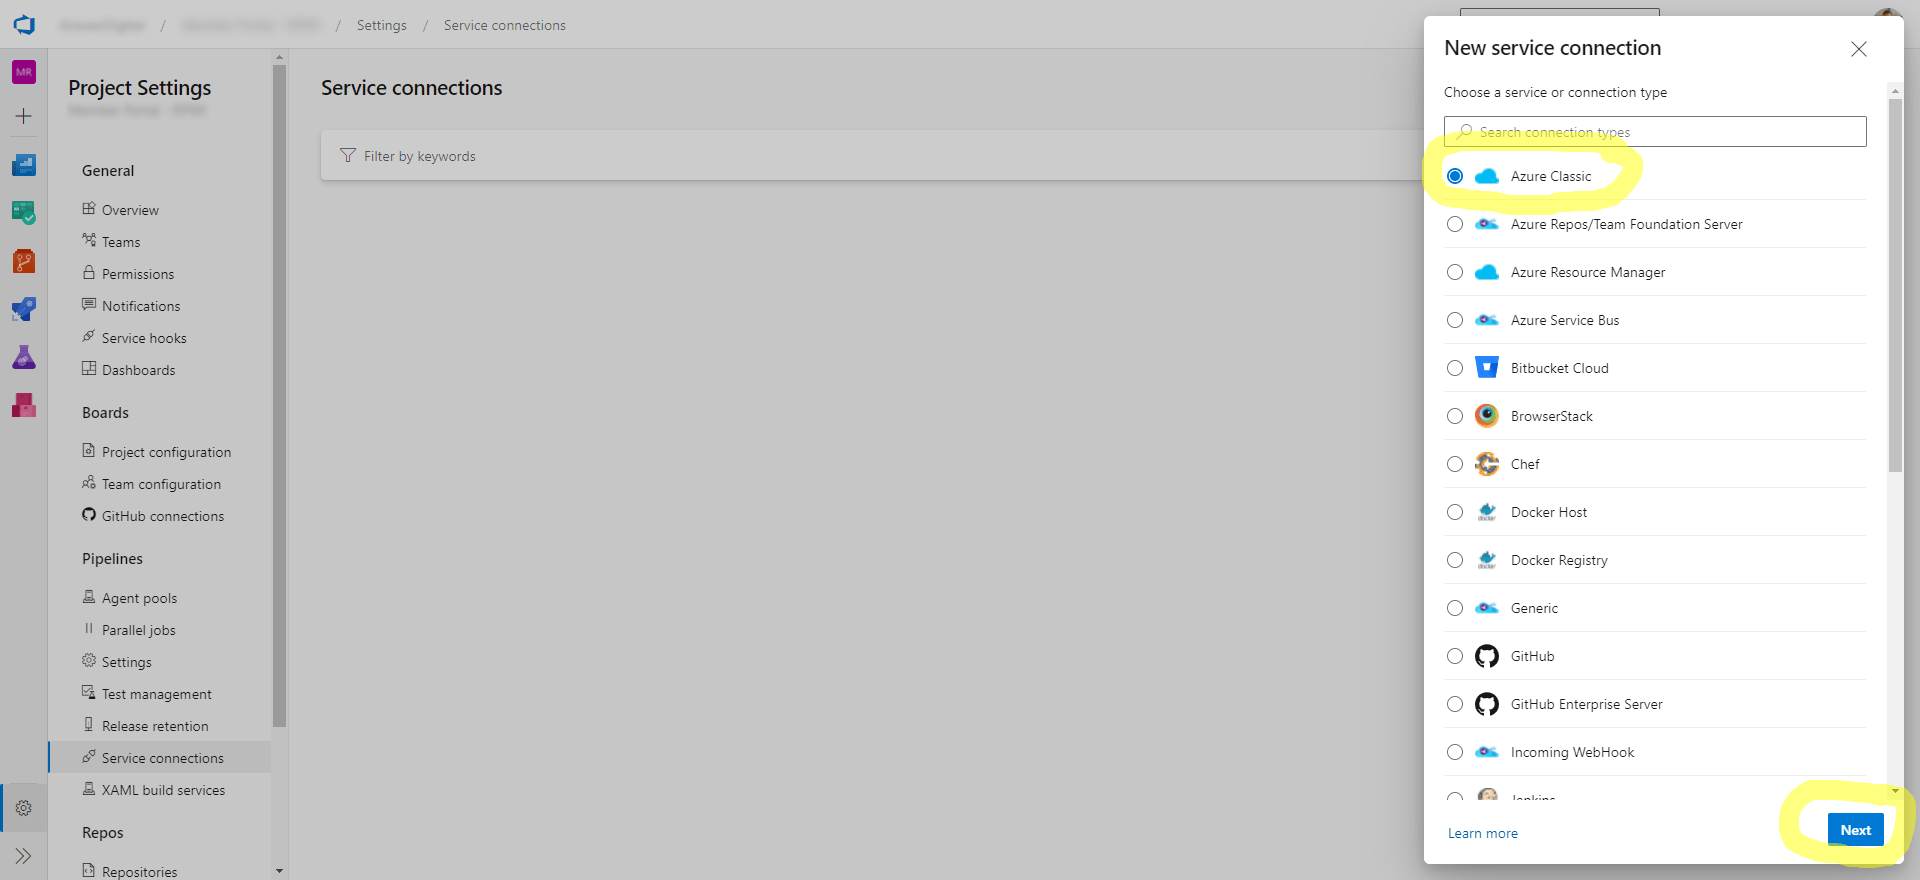 / / Settings / Service connections
MR
Project Settings
General
Overview
Teams
Permissions
Notifications
Service hooks
Dashboards
Boards
Project configuration
Team configuration
GitHub connections
Pipelines
Agent pools
Parallel jobs
Settings
Test management
Release retention
Service connections
XAML build services
Repos
Repositories
Service connections
Filter by keywords
New service connection
Choose a service or connection type
Search connection types
Azure Classic
Azure Repos/Team Foundation Server
Azure Resource Manager
Azure Service Bus
Bitbucket Cloud
BrowserStack
Chef
Docker Host
Docker Registry
Generic
GitHub
GitHub Enterprise Server
Incoming WebHook
Jenkins
Learn more
Next